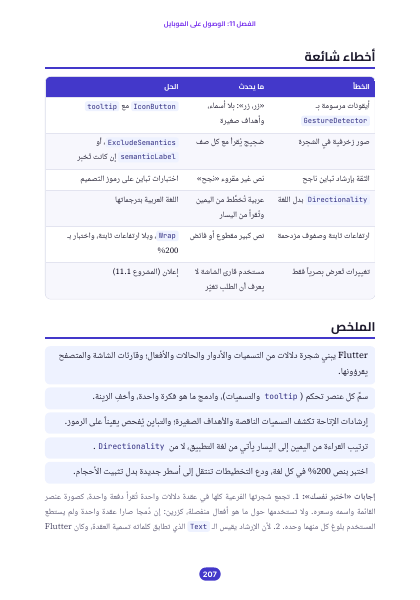 الفصل 11: الوصول على الموبايل
أخطاء شائعة
الخطأ ما يحدث الحل
أيقونات مرسومة بـ «زر، زر»: بلا أسماء، IconButton مع tooltip
GestureDetector وأهداف صغيرة
صور زخرفية في الشجرة ضجيج يُقرأ مع كل صف ExcludeSemantics، أو
semanticLabel إن كانت تُخبر
الثقة بإرشاد تباين ناجح نص غير مقروء «نجح» اختبارات تباين على رموز التصميم
Directionality بدل اللغة عربية تُخطَّط من اليمين اللغة العربية بترجماتها
وتُقرأ من اليسار
ارتفاعات ثابتة وصفوف مزدحمة نص كبير مقطوع أو فائض Wrap، وبلا ارتفاعات ثابتة، واختبار بـ
200%
تغييرات تُعرض بصرياً فقط مستخدم قارئ الشاشة لا إعلان (المشروع 11.1)
يعرف أن الطلب تغيّر
الملخص
Flutter يبني شجرة دلالات من التسميات والأدوار والحالات والأفعال؛ وقارئات الشاشة والمتصفح
يقرؤونها.
سمِّ كل عنصر تحكم (tooltip والتسميات)، وادمج ما هو فكرة واحدة، وأخفِ الزينة.
إرشادات الإتاحة تكشف التسميات الناقصة والأهداف الصغيرة؛ والتباين يُفحص يقيناً على الرموز.
ترتيب القراءة من اليمين إلى اليسار يأتي من لغة التطبيق، لا من Directionality.
اختبر بنص 200% في كل لغة، ودع التخطيطات تنتقل إلى أسطر جديدة بدل تثبيت الأحجام.
إجابات «اختبر نفسك»: 1. تجمع شجرتها الفرعية كلها في عقدة دلالات واحدة تُقرأ دفعة واحدة، كصورة عنصر
القائمة واسمه وسعره. ولا تستخدمها حول ما هو أفعال منفصلة، كزرين: إن دُمجا صارا عقدة واحدة ولم يستطع
المستخدم بلوغ كل منهما وحده. 2. لأن الإرشاد يقيس الـ Text الذي تطابق كلماته تسمية العقدة، وكان Flutter
207